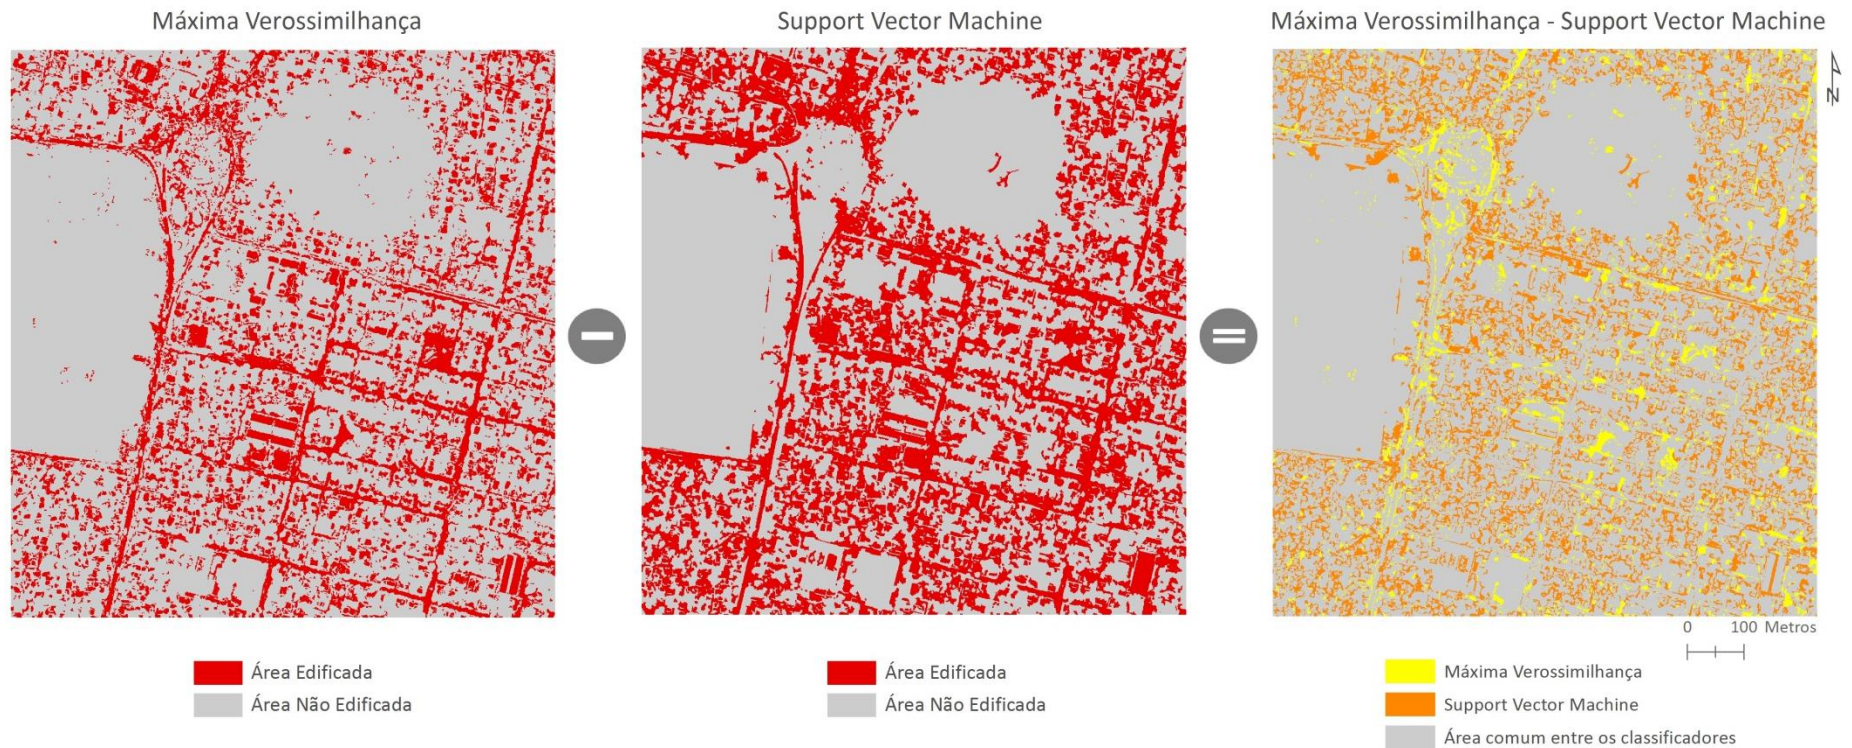 Máxima Verossimilhança
Support Vector Machine
Máxima Verossimilhança - Support Vector Machine
N
0 100 Metros
Área Edificada
Área Não Edificada
Área Edificada
Área Não Edificada
Máxima Verossimilhança
Support Vector Machine
Área comum entre os classificadores